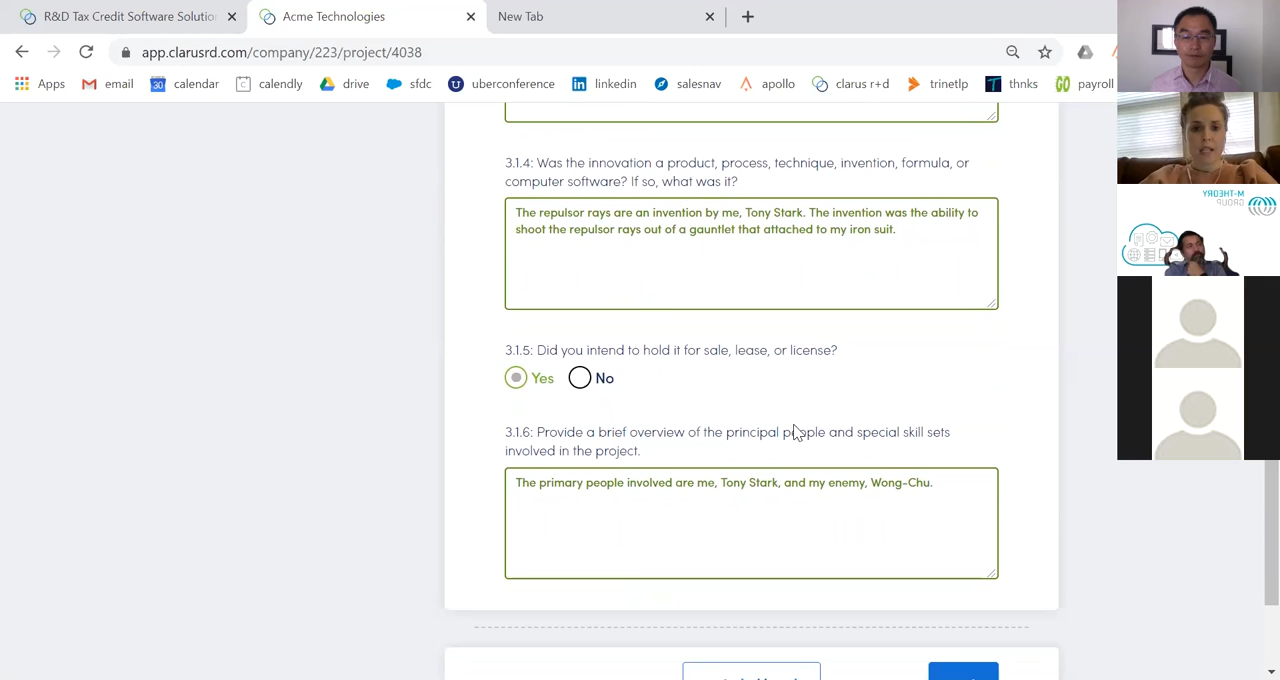 R&D Tax Credit Software Solutio
Acme Technologies
New Tab
app.clarusrd.com/company/223/project/4038
Apps
email
30
calendar
calendly
drive
sfdc
uberconference
linkedin
salesnav
apollo
clarus r+d
trinetlp
thnks
payroll
3.1.4: Was the innovation a product, process, technique, invention, formula, or
computer software? If so, what was it?
The repulsor rays are an invention by me, Tony Stark. The invention was the ability to
shoot the repulsor rays out of a gauntlet that attached to my iron suit.
3.1.5: Did you intend to hold it for sale, lease, or license?
Yes
No
3.1.6: Provide a brief overview of the principal people and special skill sets
involved in the project.
The primary people involved are me, Tony Stark, and my enemy, Wong-Chu.
M-THEORY
GROUP